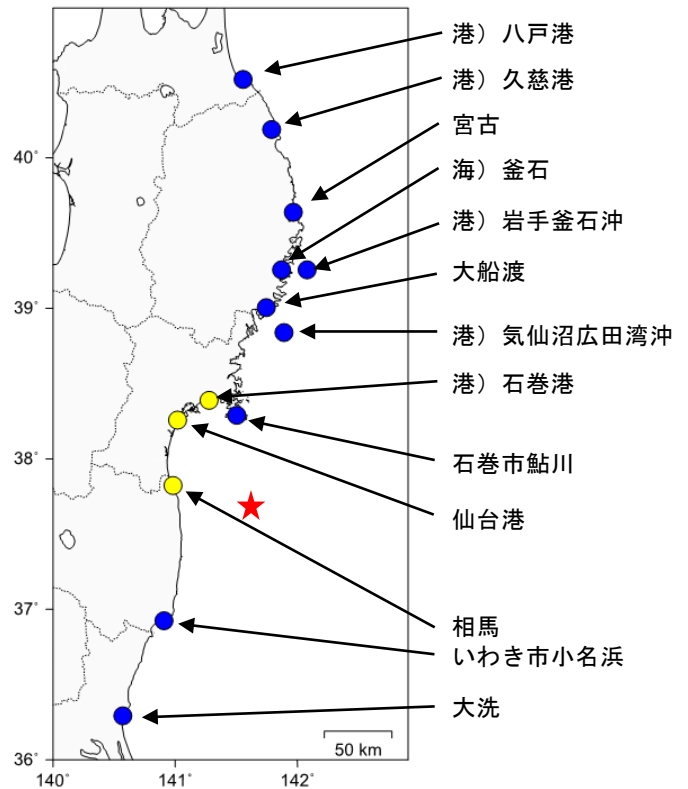 港）八戸港
港）久慈港
宮古
海）釜石
港）岩手釜石沖
大船渡
港）気仙沼広田湾沖
港）石巻港
石巻市鮎川
仙台港
相馬
いわき市小名浜
大洗
40˚
39˚
38˚
37˚
36˚
140˚
141˚
142˚
50 km